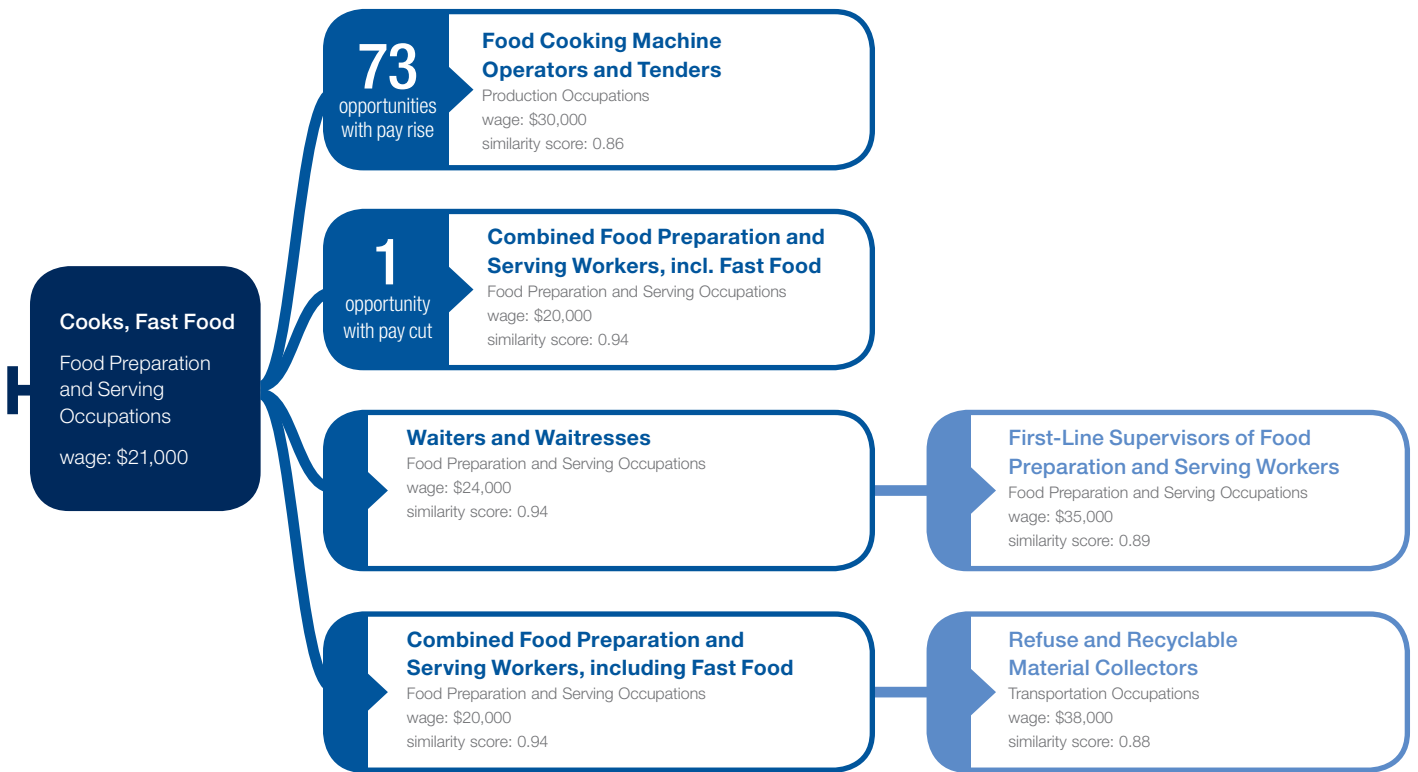 Cooks, Fast Food
Food Preparation
and Serving
Occupations
wage: $21,000
73
opportunities
with pay rise
Food Cooking Machine
Operators and Tenders
Production Occupations
wage: $30,000
similarity score: 0.86
1
opportunity
with pay cut
Combined Food Preparation and
Serving Workers, incl. Fast Food
Food Preparation and Serving Occupations
wage: $20,000
similarity score: 0.94
Waiters and Waitresses
Food Preparation and Serving Occupations
wage: $24,000
similarity score: 0.94
First-Line Supervisors of Food
Preparation and Serving Workers
Food Preparation and Serving Occupations
wage: $35,000
similarity score: 0.89
Combined Food Preparation and
Serving Workers, including Fast Food
Food Preparation and Serving Occupations
wage: $20,000
similarity score: 0.94
Refuse and Recyclable
Material Collectors
Transportation Occupations
wage: $38,000
similarity score: 0.88